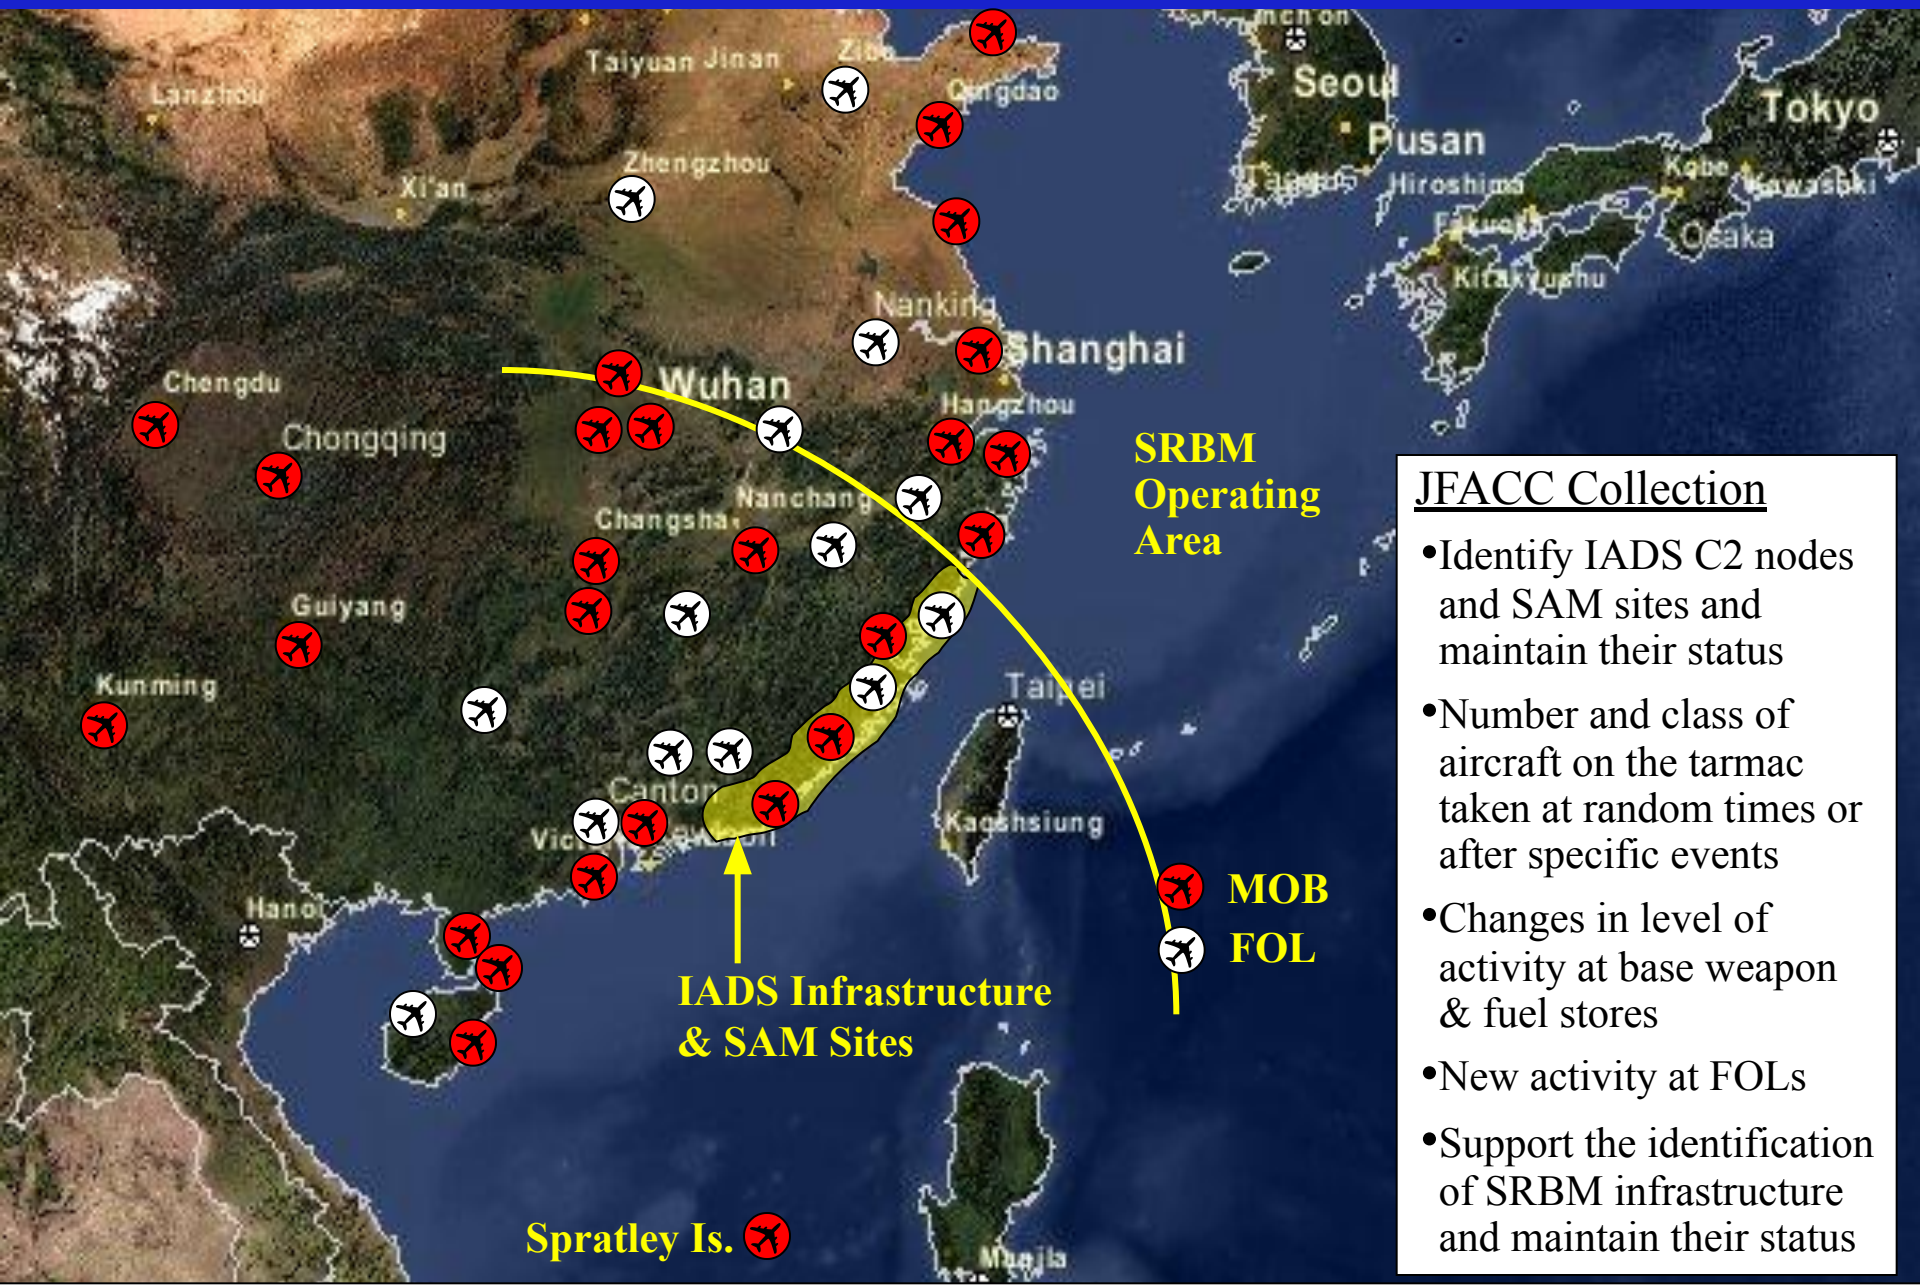 inch'on
Zibo
Taiyuan Jinan
Lanzhou
Qingdao
Seoul
Tokyo
Pusan
Zhengzhou
Xi'an
Hiroshima
Kobe
Kawasaki
Osaka
Kitakyushu
Nanking
Shanghai
Chengdu
Wuhan
Hangzhou
Chongqing
SRBM
Operating
Area
Nanchang
Changsha
Guiyang
Kunming
Taipei
Canton
Kaohsiung
Hanoi
MOB
FOL
IADS Infrastructure
& SAM Sites
Spratley Is.
Manila
JFACC Collection
•Identify IADS C2 nodes
and SAM sites and
maintain their status
•Number and class of
aircraft on the tarmac
taken at random times or
after specific events
•Changes in level of
activity at base weapon
& fuel stores
•New activity at FOLs
•Support the identification
of SRBM infrastructure
and maintain their status